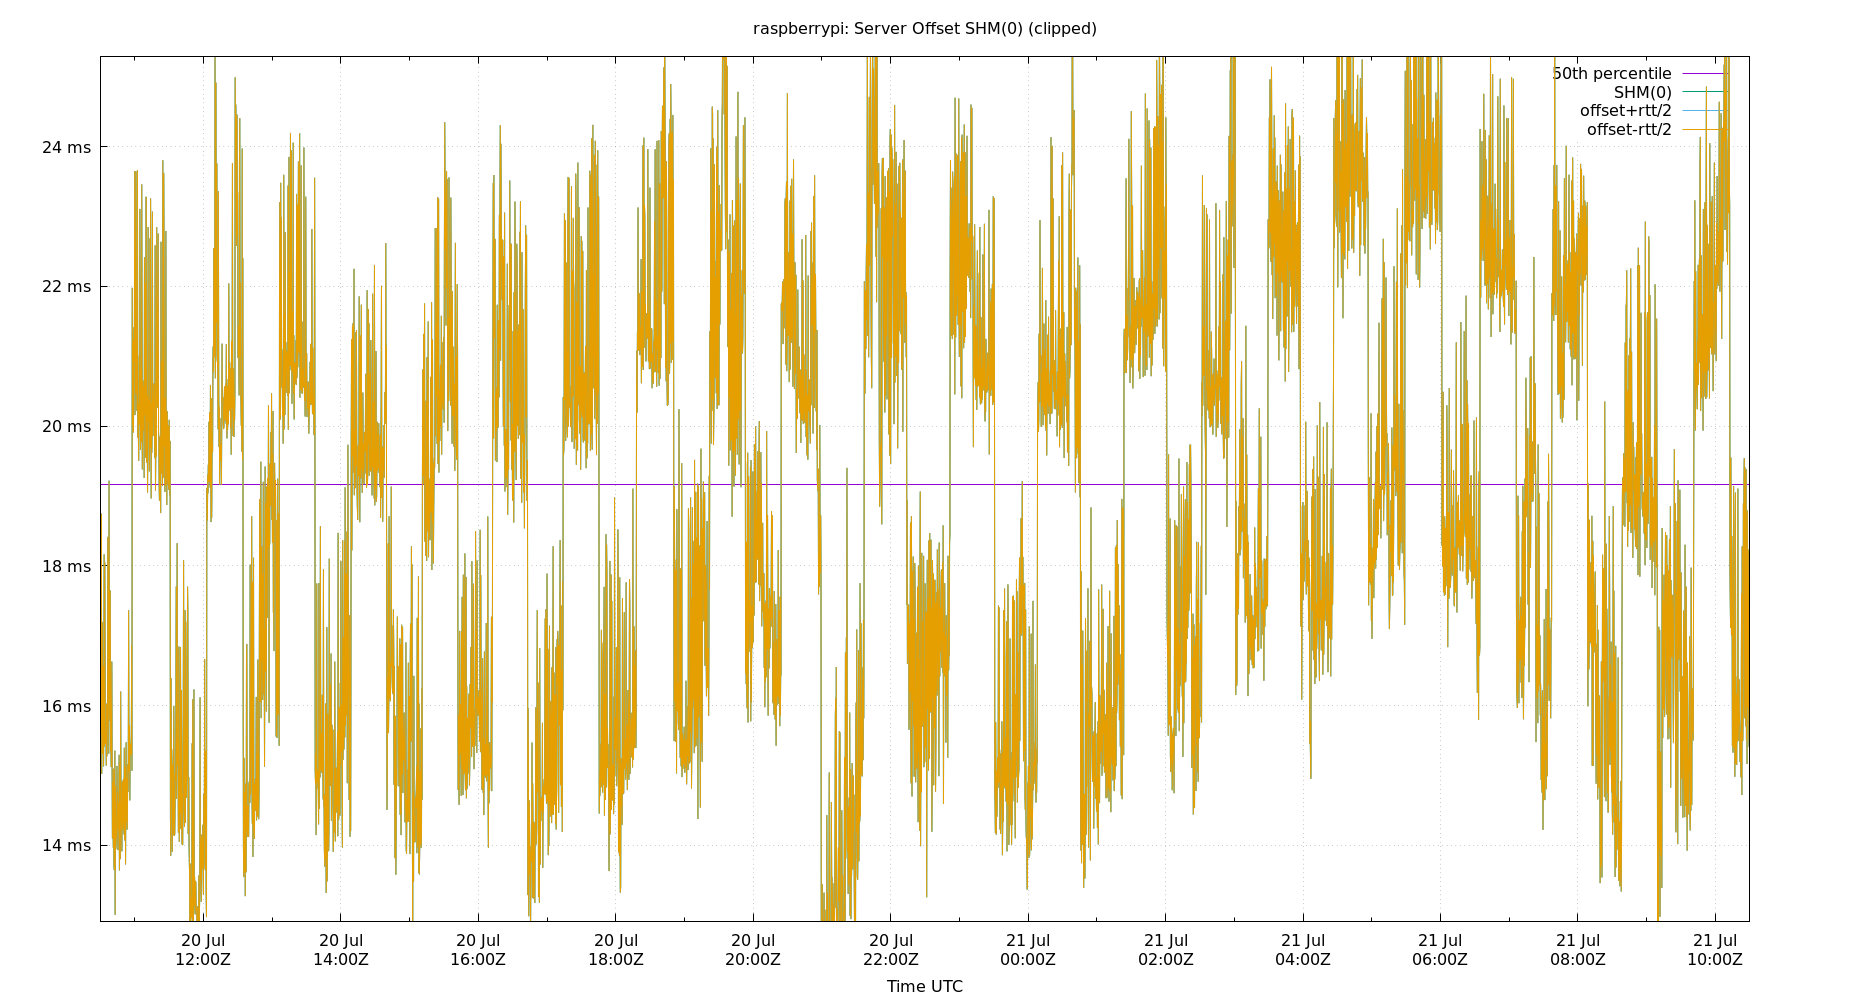 raspberrypi: Server Offset SHM(0) (clipped)
50th percentile
SHM(0)
offset+rtt/2
offset-rtt/2
24 ms
22 ms
20 ms
18 ms
16 ms
14 ms
20 Jul 20 Jul 20 Jul 20 Jul 20 Jul 20 Jul 21 Jul 21 Jul 21 Jul 21 Jul 21 Jul 21 Jul
12:00Z 14:00Z 16:00Z 18:00Z 20:00Z 22:00Z 00:00Z 02:00Z 04:00Z 06:00Z 08:00Z 10:00Z
Time UTC